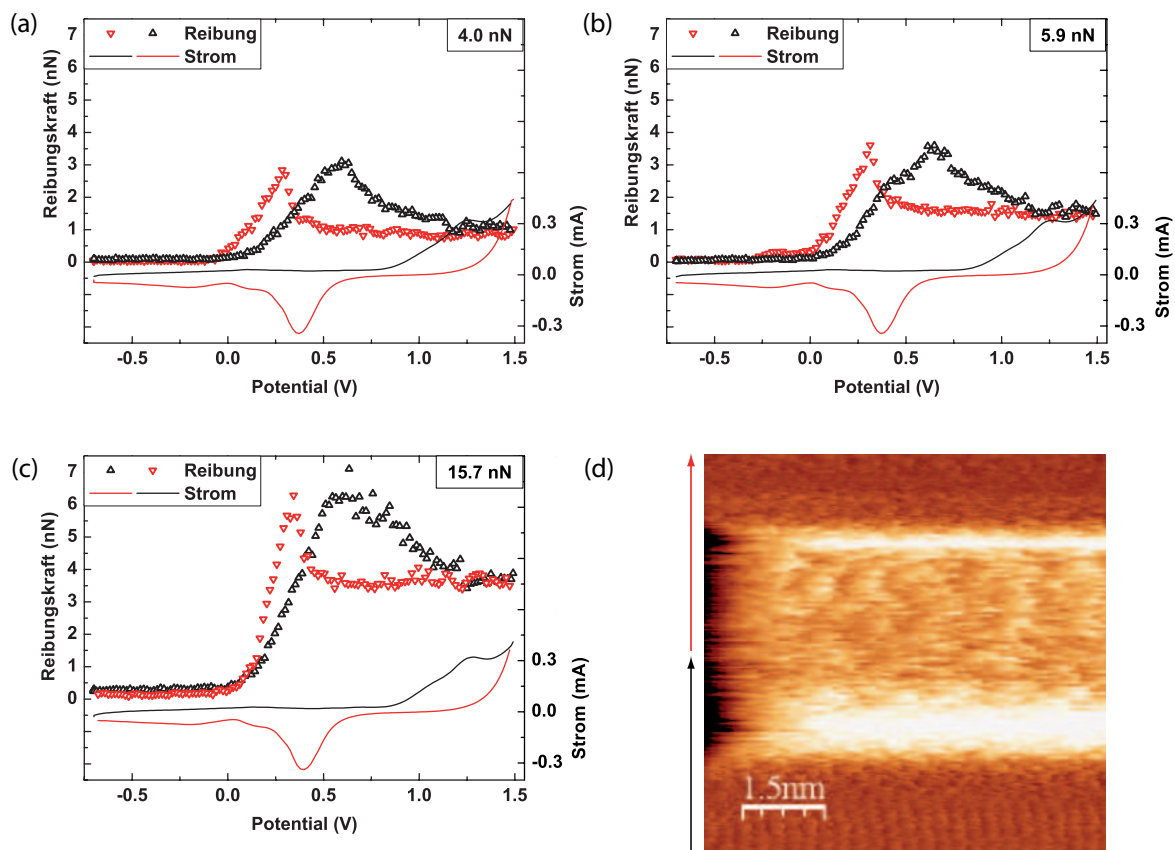 (a)
Reibung
Strom
4.0 nN
Reibungskraft (nN)
7
6
5
4
3
2
1
0
0.3
0.0
-0.3
Strom (mA)
-0.5 0.0 0.5 1.0 1.5
Potential (V)
(b)
Reibung
Strom
5.9 nN
Reibungskraft (nN)
7
6
5
4
3
2
1
0
0.3
0.0
-0.3
Strom (mA)
-0.5 0.0 0.5 1.0 1.5
Potential (V)
(c)
Reibung
Strom
15.7 nN
Reibungskraft (nN)
7
6
5
4
3
2
1
0
0.3
0.0
-0.3
Strom (mA)
-0.5 0.0 0.5 1.0 1.5
Potential (V)
(d)
1.5nm